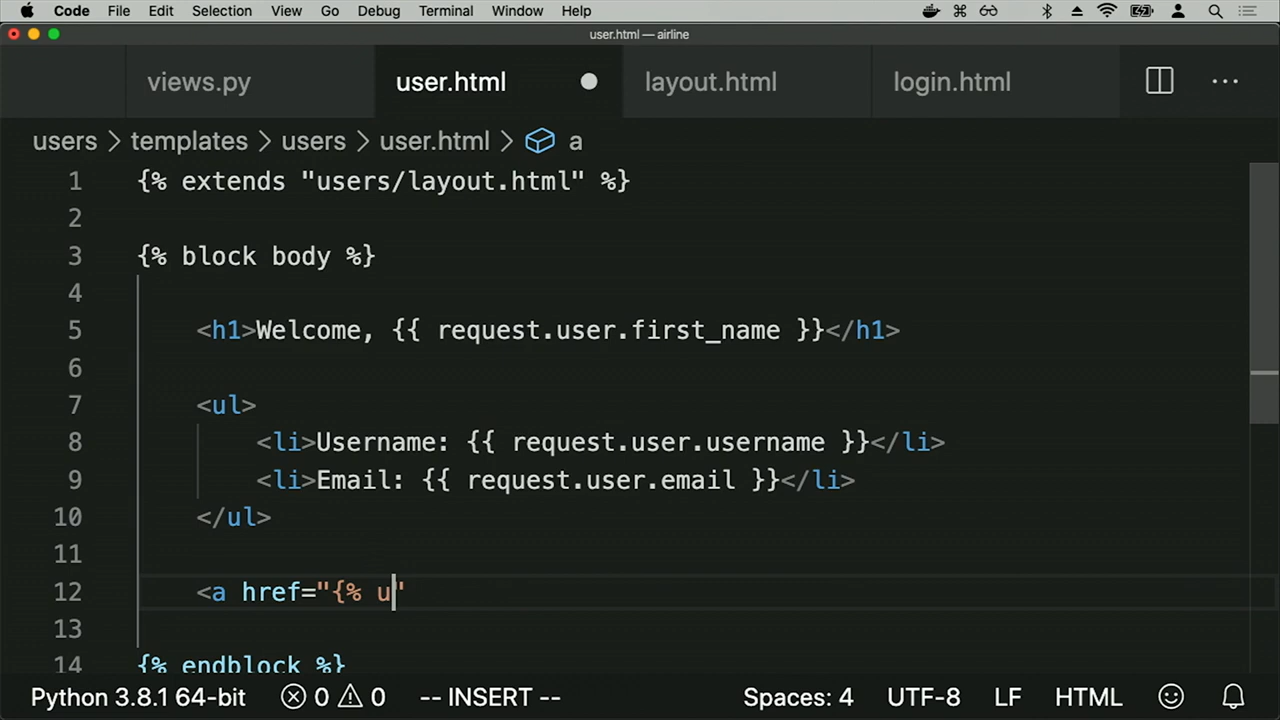 Code File Edit Selection View Go Debug Terminal Window Help
user.html — airline
views.py user.html layout.html login.html
users > templates > users > user.html > a
1 {% extends "users/layout.html" %}
2
3 {% block body %}
4
5 <h1>Welcome, {{ request.user.first_name }}</h1>
6
7 <ul>
8 <li>Username: {{ request.user.username }}</li>
9 <li>Email: {{ request.user.email }}</li>
10 </ul>
11
12 <a href="{% u"
13
14 {% endblock %}
Python 3.8.1 64-bit 0 0 -- INSERT -- Spaces: 4 UTF-8 LF HTML